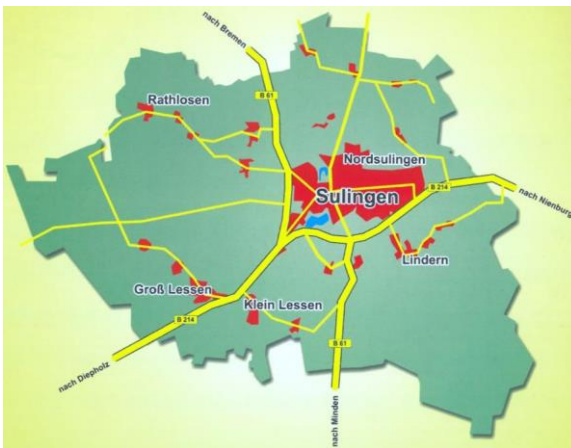 nach Bremen
B 61
Rathlosen
Nordsulingen
Sulingen
B 214
nach Nienburg
Lindern
Groß Lessen
Klein Lessen
B 214
B 61
nach Diepholz
nach Minden